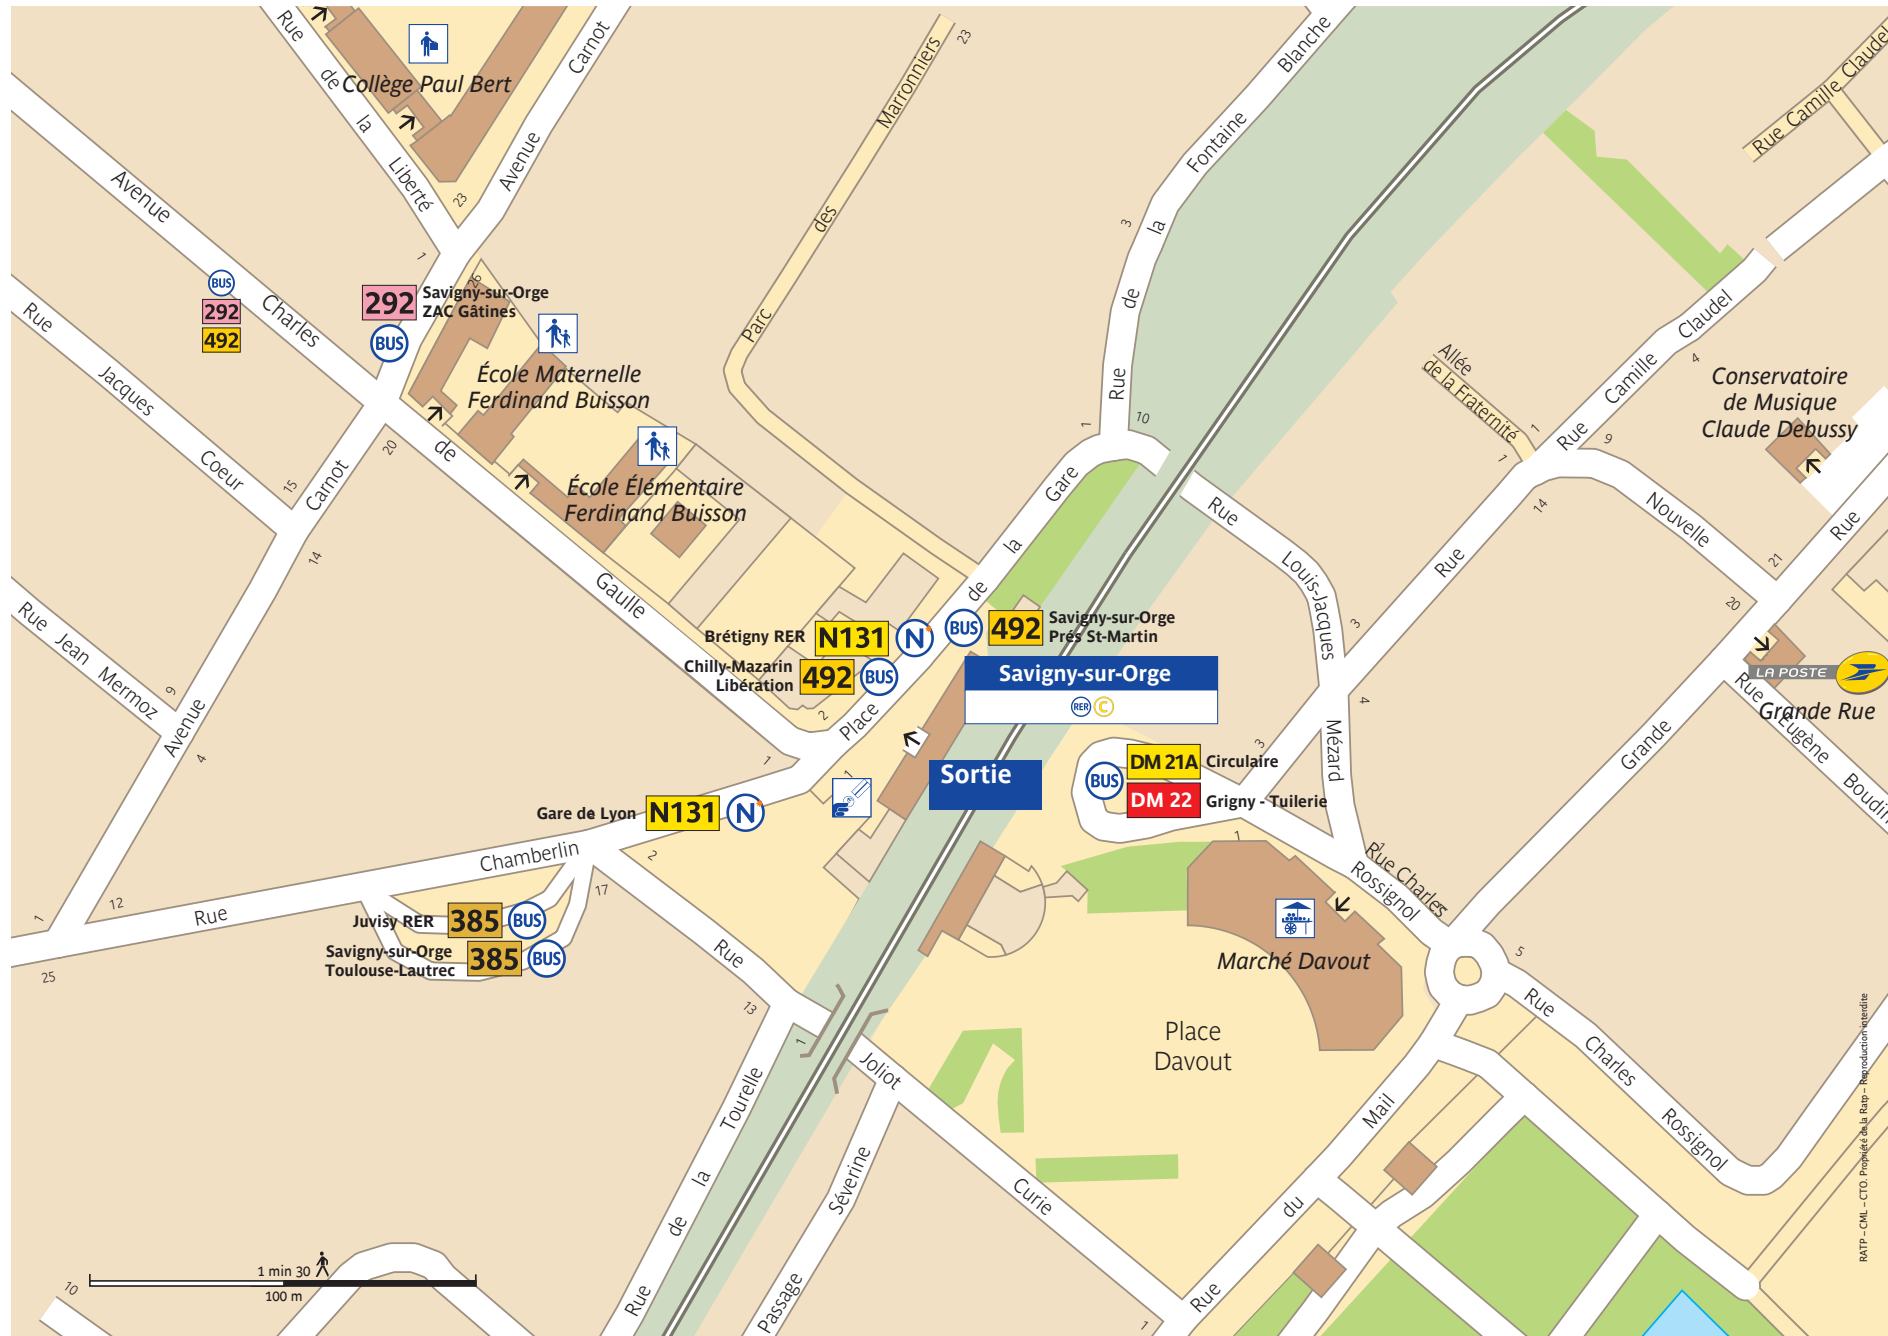 Rue de la Liberté
Collège Paul Bert
Avenue Carnot
23
Parc des Marronniers
23
Rue de la Fontaine Blanche
3
Rue Camille Claudel
Avenue Charles de Gaulle
BUS
292
492
1
26
292
Savigny-sur-Orge
ZAC Gâtines
BUS
École Maternelle
Ferdinand Buisson
École Élémentaire
Ferdinand Buisson
Rue Jacques Coeur
15
Carnot
20
14
Rue Jean Mermoz
9
Avenue
4
1
10
Allée
de la Fraternité
1
1
Rue Camille Claudel
4
9
14
Conservatoire
de Musique
Claude Debussy
Rue Nouvelle
21
20
Grande Rue
LA POSTE
Grande Rue
Rue Eugène Boudin
Rue Louis-Jacques Mézard
3
4
3
Place de la Gare
Brétigny RER
N131
N
Chilly-Mazarin
Libération
492
BUS
BUS
492
Savigny-sur-Orge
Prés St-Martin
Savigny-sur-Orge
RER C
2
1
1
Sortie
BUS
DM 21A
Circulaire
DM 22
Grigny - Tuilerie
Gare de Lyon
N131
N
Rue Chamberlin
1
12
25
2
17
Juvisy RER
385
BUS
Savigny-sur-Orge
Toulouse-Lautrec
385
BUS
1
1
Rue Charles
Rossignol
Marché Davout
5
Rue Charles Rossignol
Place
Davout
Rue Joliot Curie
13
1
Rue de la Tourelle
Passage Séverine
Rue du Mail
1
10
1 min 30
100 m
RATP – CML – CTO. Propriété de la Ratp – Reproduction interdite